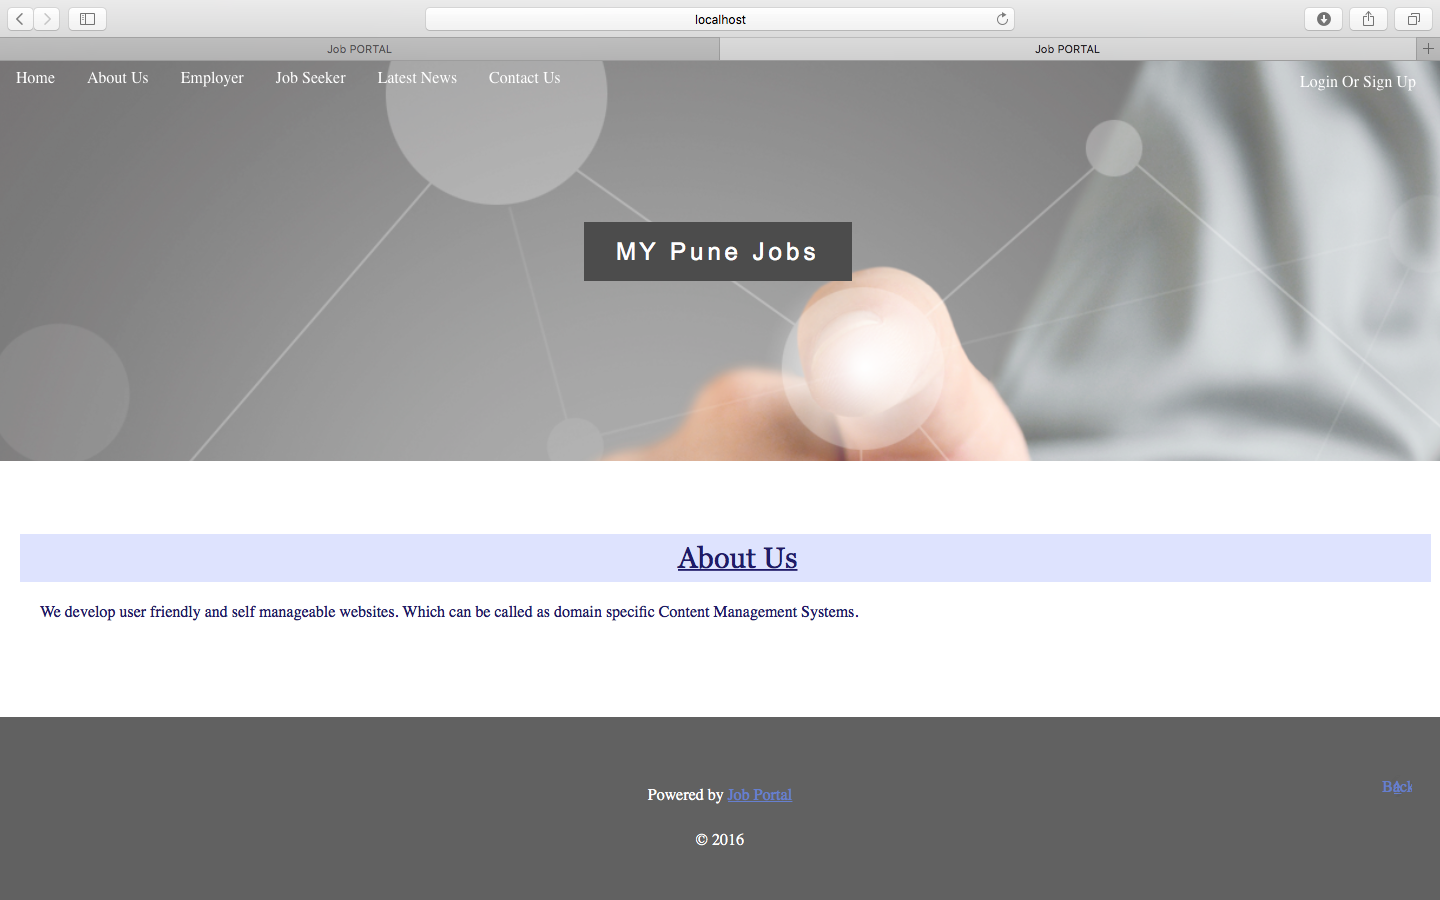 localhost
Job PORTAL
Job PORTAL
Home About Us Employer Job Seeker Latest News Contact Us
Login Or Sign Up
MY Pune Jobs
About Us
We develop user friendly and self manageable websites. Which can be called as domain specific Content Management Systems.
Powered by Job Portal
Back
© 2016